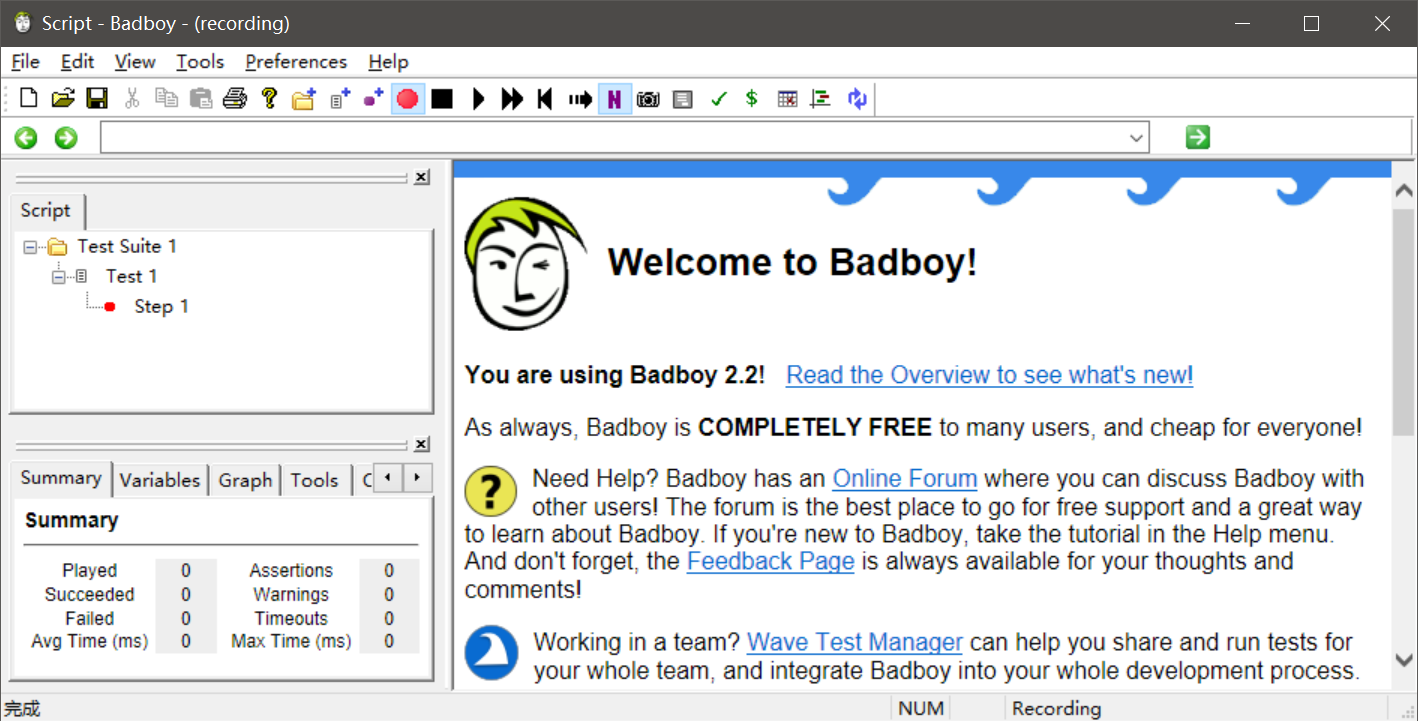 Script - Badboy - (recording)
File Edit View Tools Preferences Help
Script
Test Suite 1
Test 1
Step 1
Summary Variables Graph Tools C
Summary
Played 0 Assertions 0
Succeeded 0 Warnings 0
Failed 0 Timeouts 0
Avg Time (ms) 0 Max Time (ms) 0
Welcome to Badboy!
You are using Badboy 2.2! Read the Overview to see what's new!
As always, Badboy is COMPLETELY FREE to many users, and cheap for everyone!
Need Help? Badboy has an Online Forum where you can discuss Badboy with
other users! The forum is the best place to go for free support and a great way
to learn about Badboy. If you're new to Badboy, take the tutorial in the Help menu.
And don't forget, the Feedback Page is always available for your thoughts and
comments!
Working in a team? Wave Test Manager can help you share and run tests for
your whole team, and integrate Badboy into your whole development process.
完成 NUM Recording